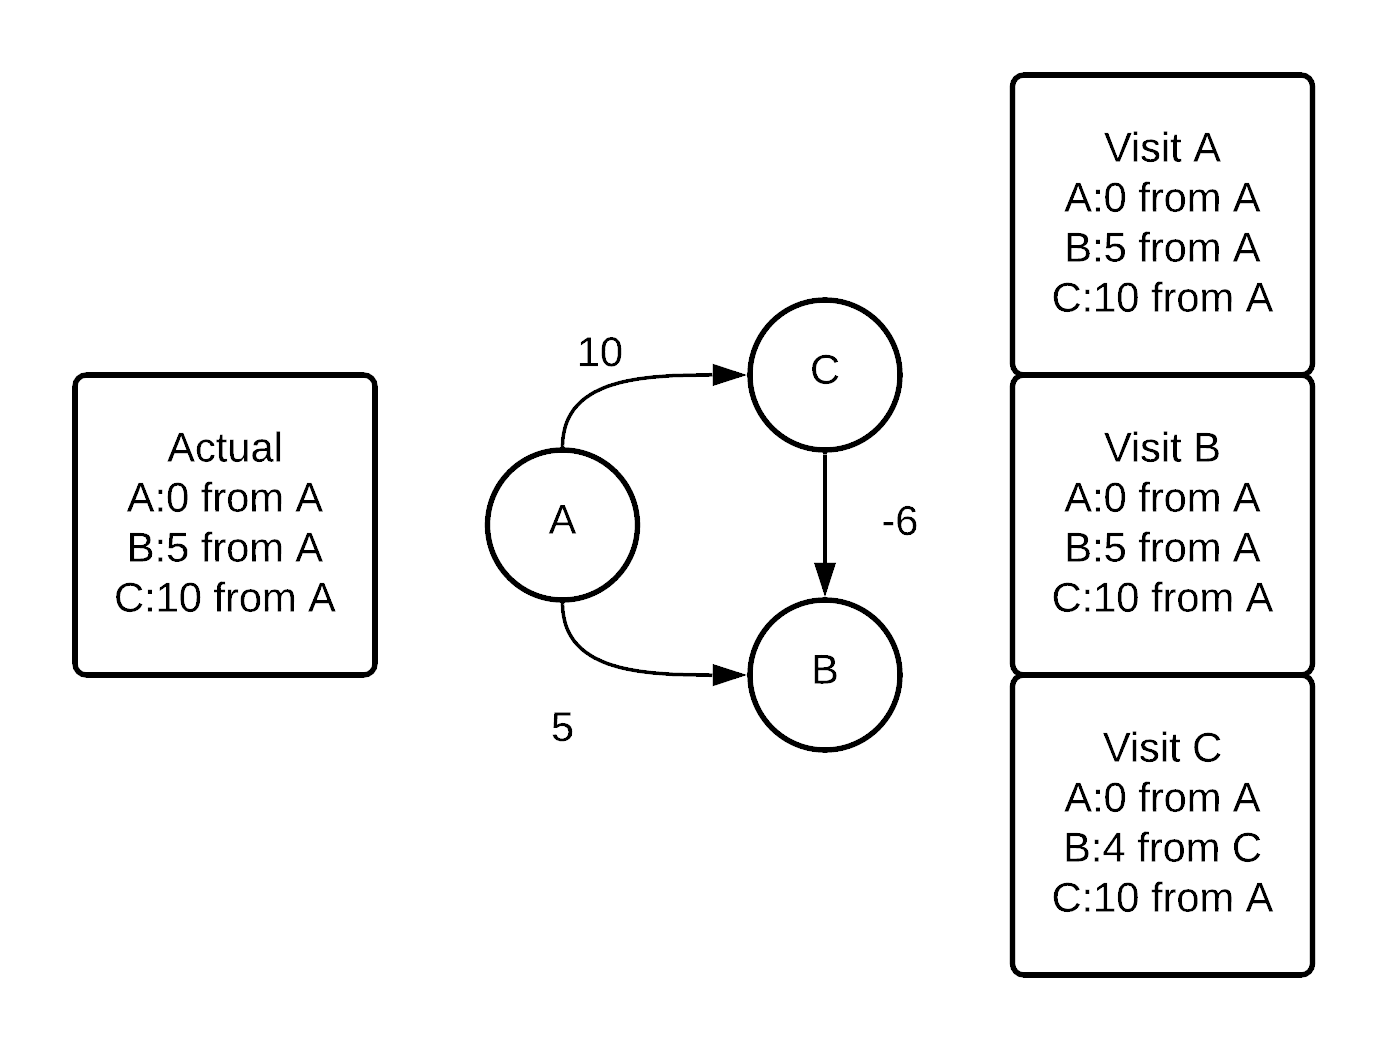 Actual
A:0 from A
B:5 from A
C:10 from A
10
C
A
-6
B
5
Visit A
A:0 from A
B:5 from A
C:10 from A
Visit B
A:0 from A
B:5 from A
C:10 from A
Visit C
A:0 from A
B:4 from C
C:10 from A